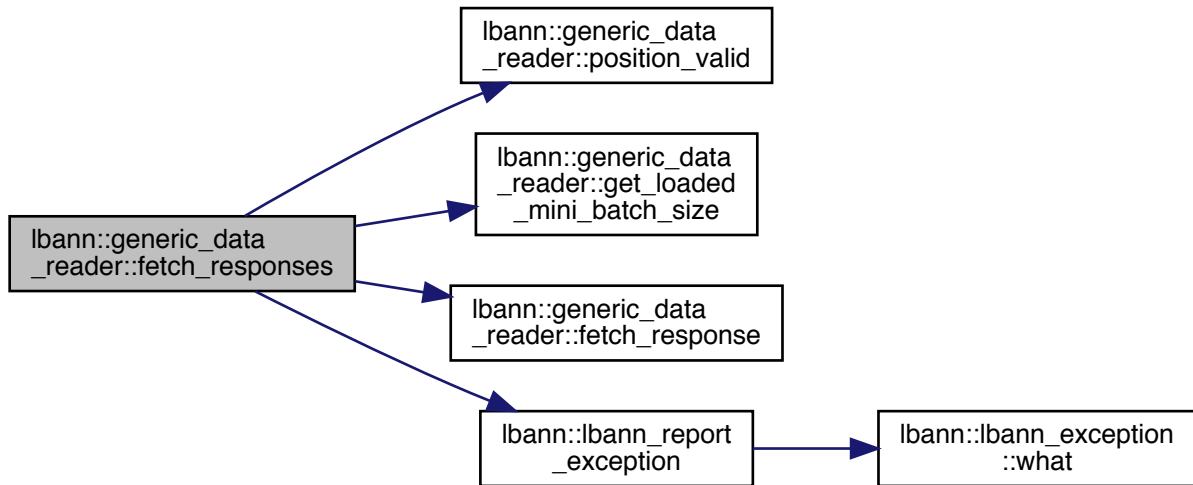 lbann::generic_data
_reader::position_valid
lbann::generic_data
_reader::get_loaded
_mini_batch_size
lbann::generic_data
_reader::fetch_responses
lbann::generic_data
_reader::fetch_response
lbann::lbann_report
_exception
lbann::lbann_exception
::what